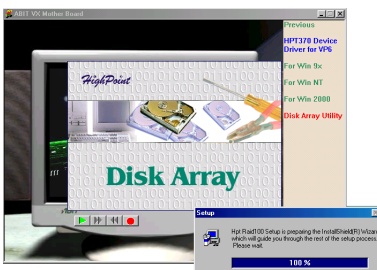 ABIT VX Mother Board
Previous
HPT370 Device
Driver for VP6
For Win 9x
For Win NT
For Win 2000
Disk Array Utility
HighPoint
Disk Array
Setup
Hpt Raid100 Setup is preparing the InstallShield(R) Wizar
which will guide you through the rest of the setup process.
Please wait.
100 %